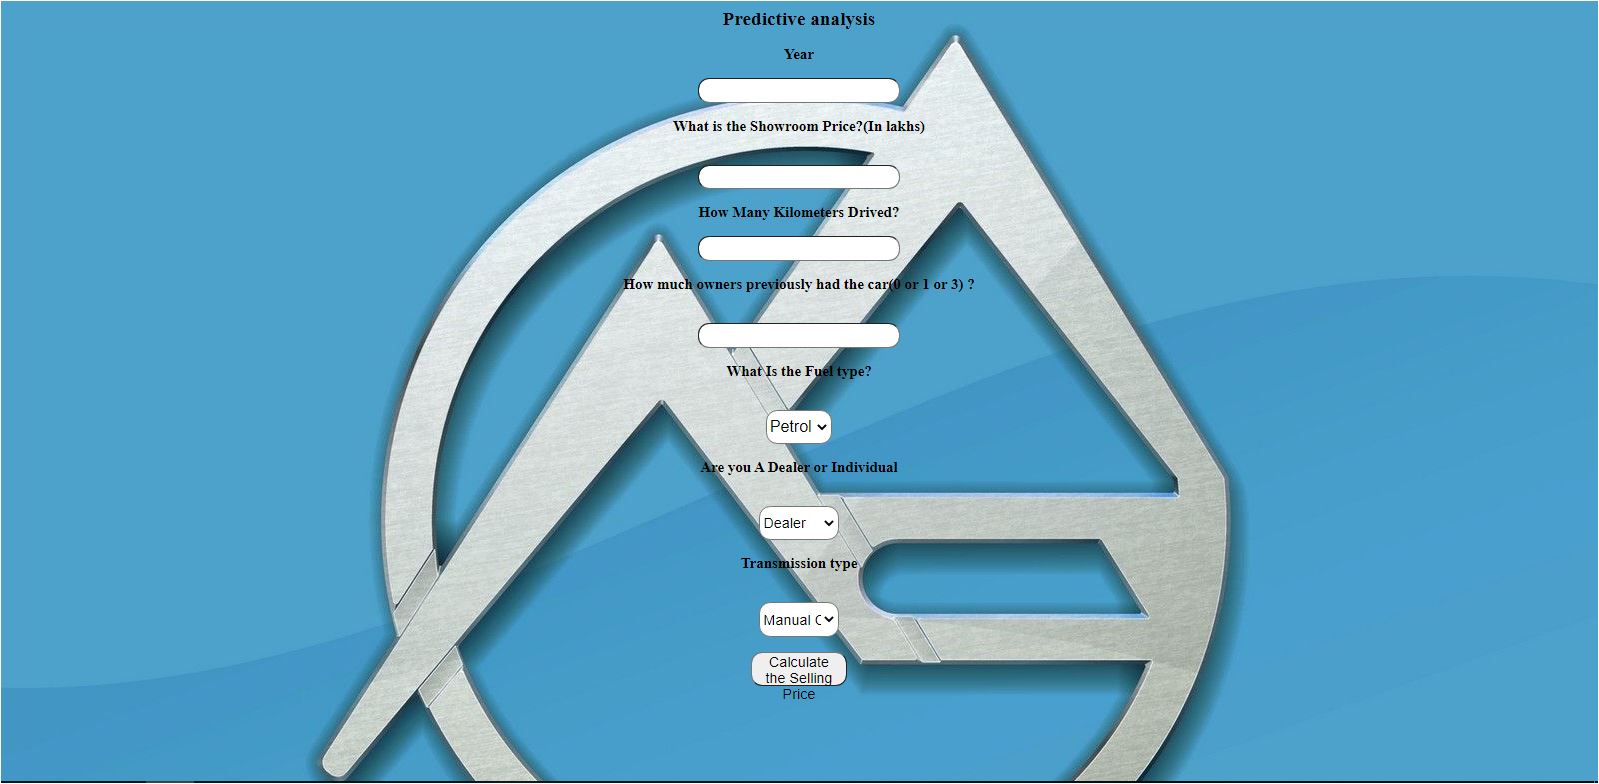 Predictive analysis
Year
What is the Showroom Price?(In lakhs)
How Many Kilometers Drived?
How much owners previously had the car(0 or 1 or 3) ?
What Is the Fuel type?
Petrol
Are you A Dealer or Individual
Dealer
Transmission type
Manual C
Calculate
the Selling
Price